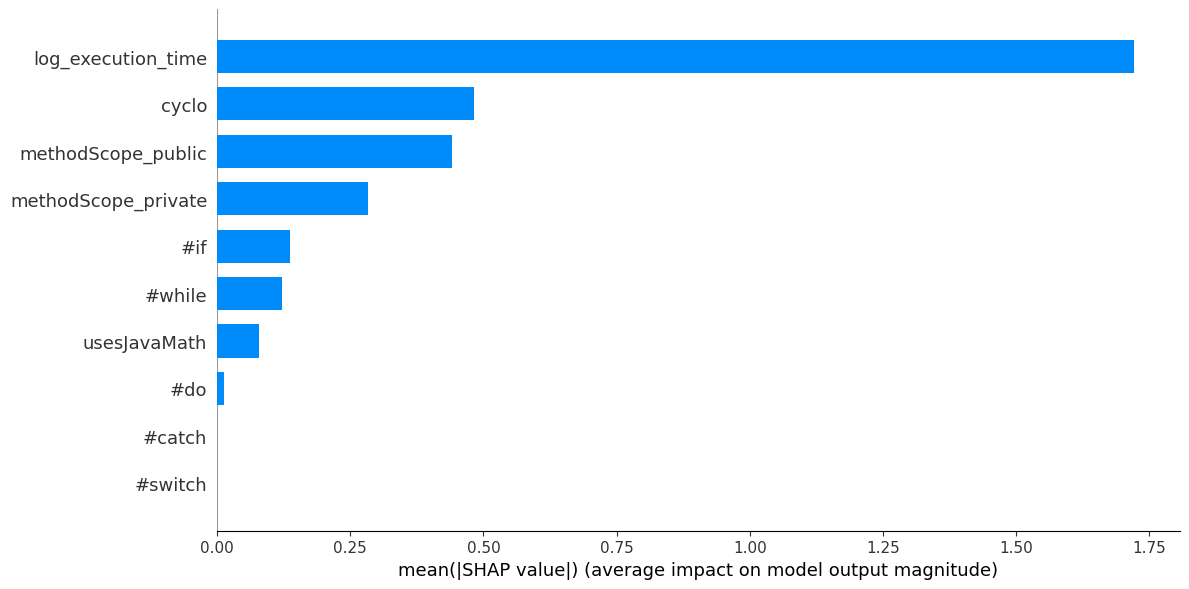 log_execution_time
cyclo
methodScope_public
methodScope_private
#if
#while
usesJavaMath
#do
#catch
#switch
0.00 0.25 0.50 0.75 1.00 1.25 1.50 1.75
mean(|SHAP value|) (average impact on model output magnitude)